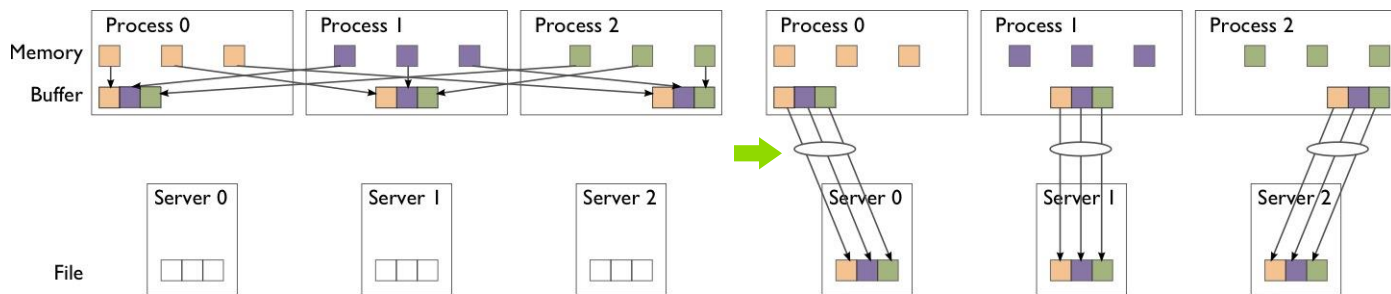 Process 0 Process 1 Process 2
Memory
Buffer
Server 0 Server 1 Server 2
File
Process 0 Process 1 Process 2
Server 0 Server 1 Server 2